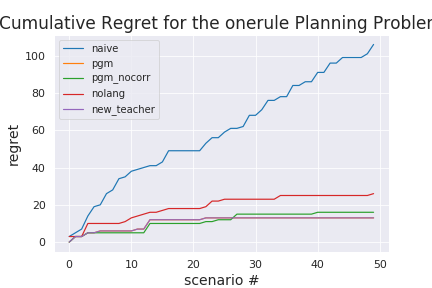 Cumulative Regret for the onerule Planning Problem
naive
pgm
pgm_nocorr
nolang
new_teacher
regret
100
80
60
40
20
0
0 10 20 30 40 50
scenario #